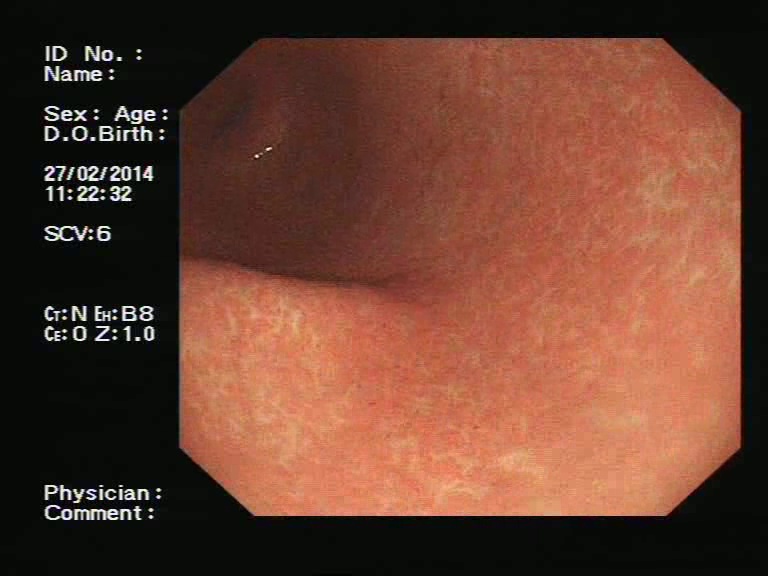 ID No. :
Name:
Sex: Age:
D.O.Birth:
27/02/2014
11:22:32
SCV:6
CT:N EH:B8
CE:0 Z:1.0
Physician:
Comment: